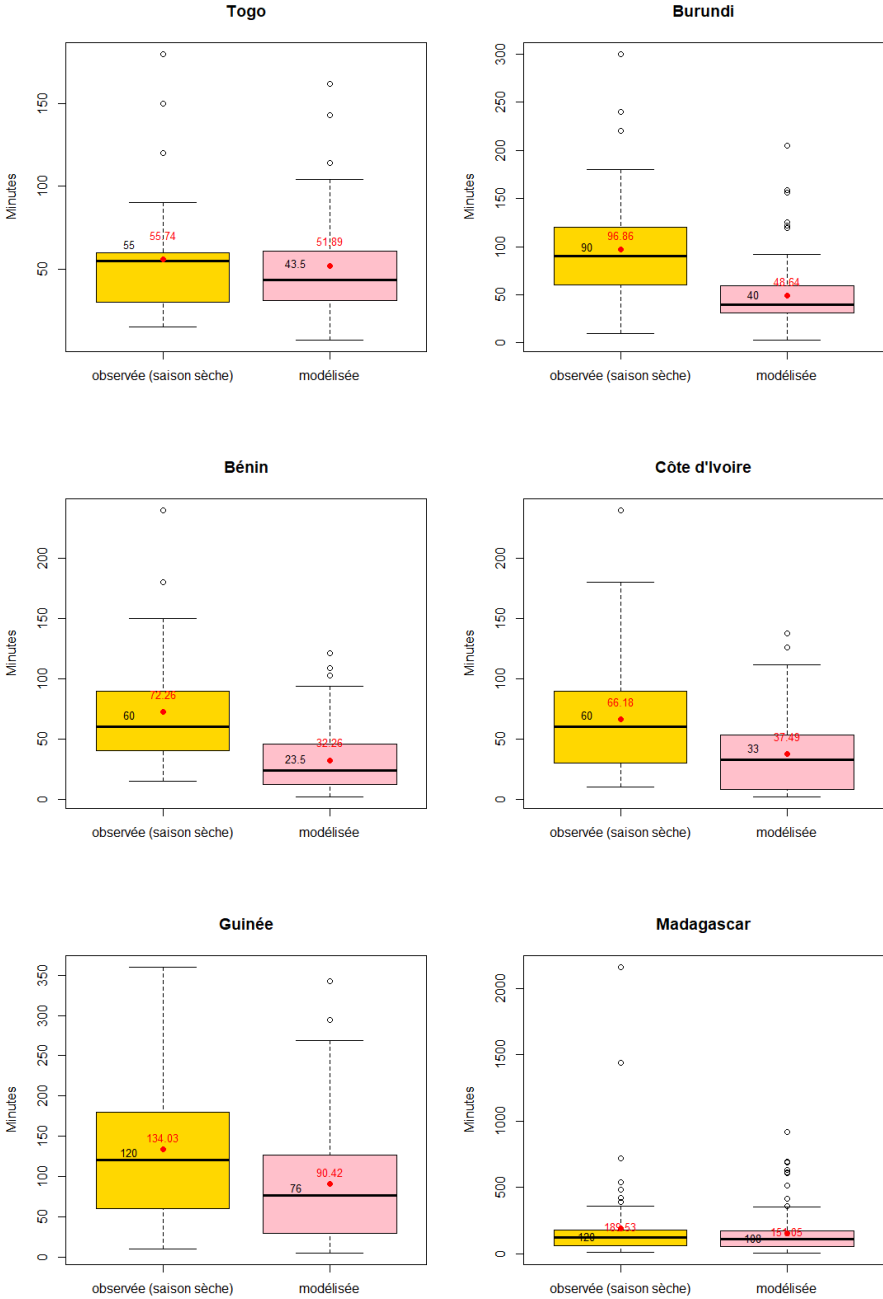 Togo
Burundi
Minutes
150
100
50
55
55.74
43.5
51.89
observée (saison sèche)
modélisée
300
250
200
150
100
50
0
90
96.86
40
48.64
observée (saison sèche)
modélisée
Bénin
Côte d'Ivoire
Minutes
200
150
100
50
0
60
72.26
23.5
32.26
observée (saison sèche)
modélisée
200
150
100
50
0
60
66.18
33
37.49
observée (saison sèche)
modélisée
Guinée
Madagascar
Minutes
350
300
250
200
150
100
50
0
120
134.03
76
90.42
observée (saison sèche)
modélisée
Minutes
2000
1500
1000
500
0
120
189.53
observée (saison sèche)
modélisée